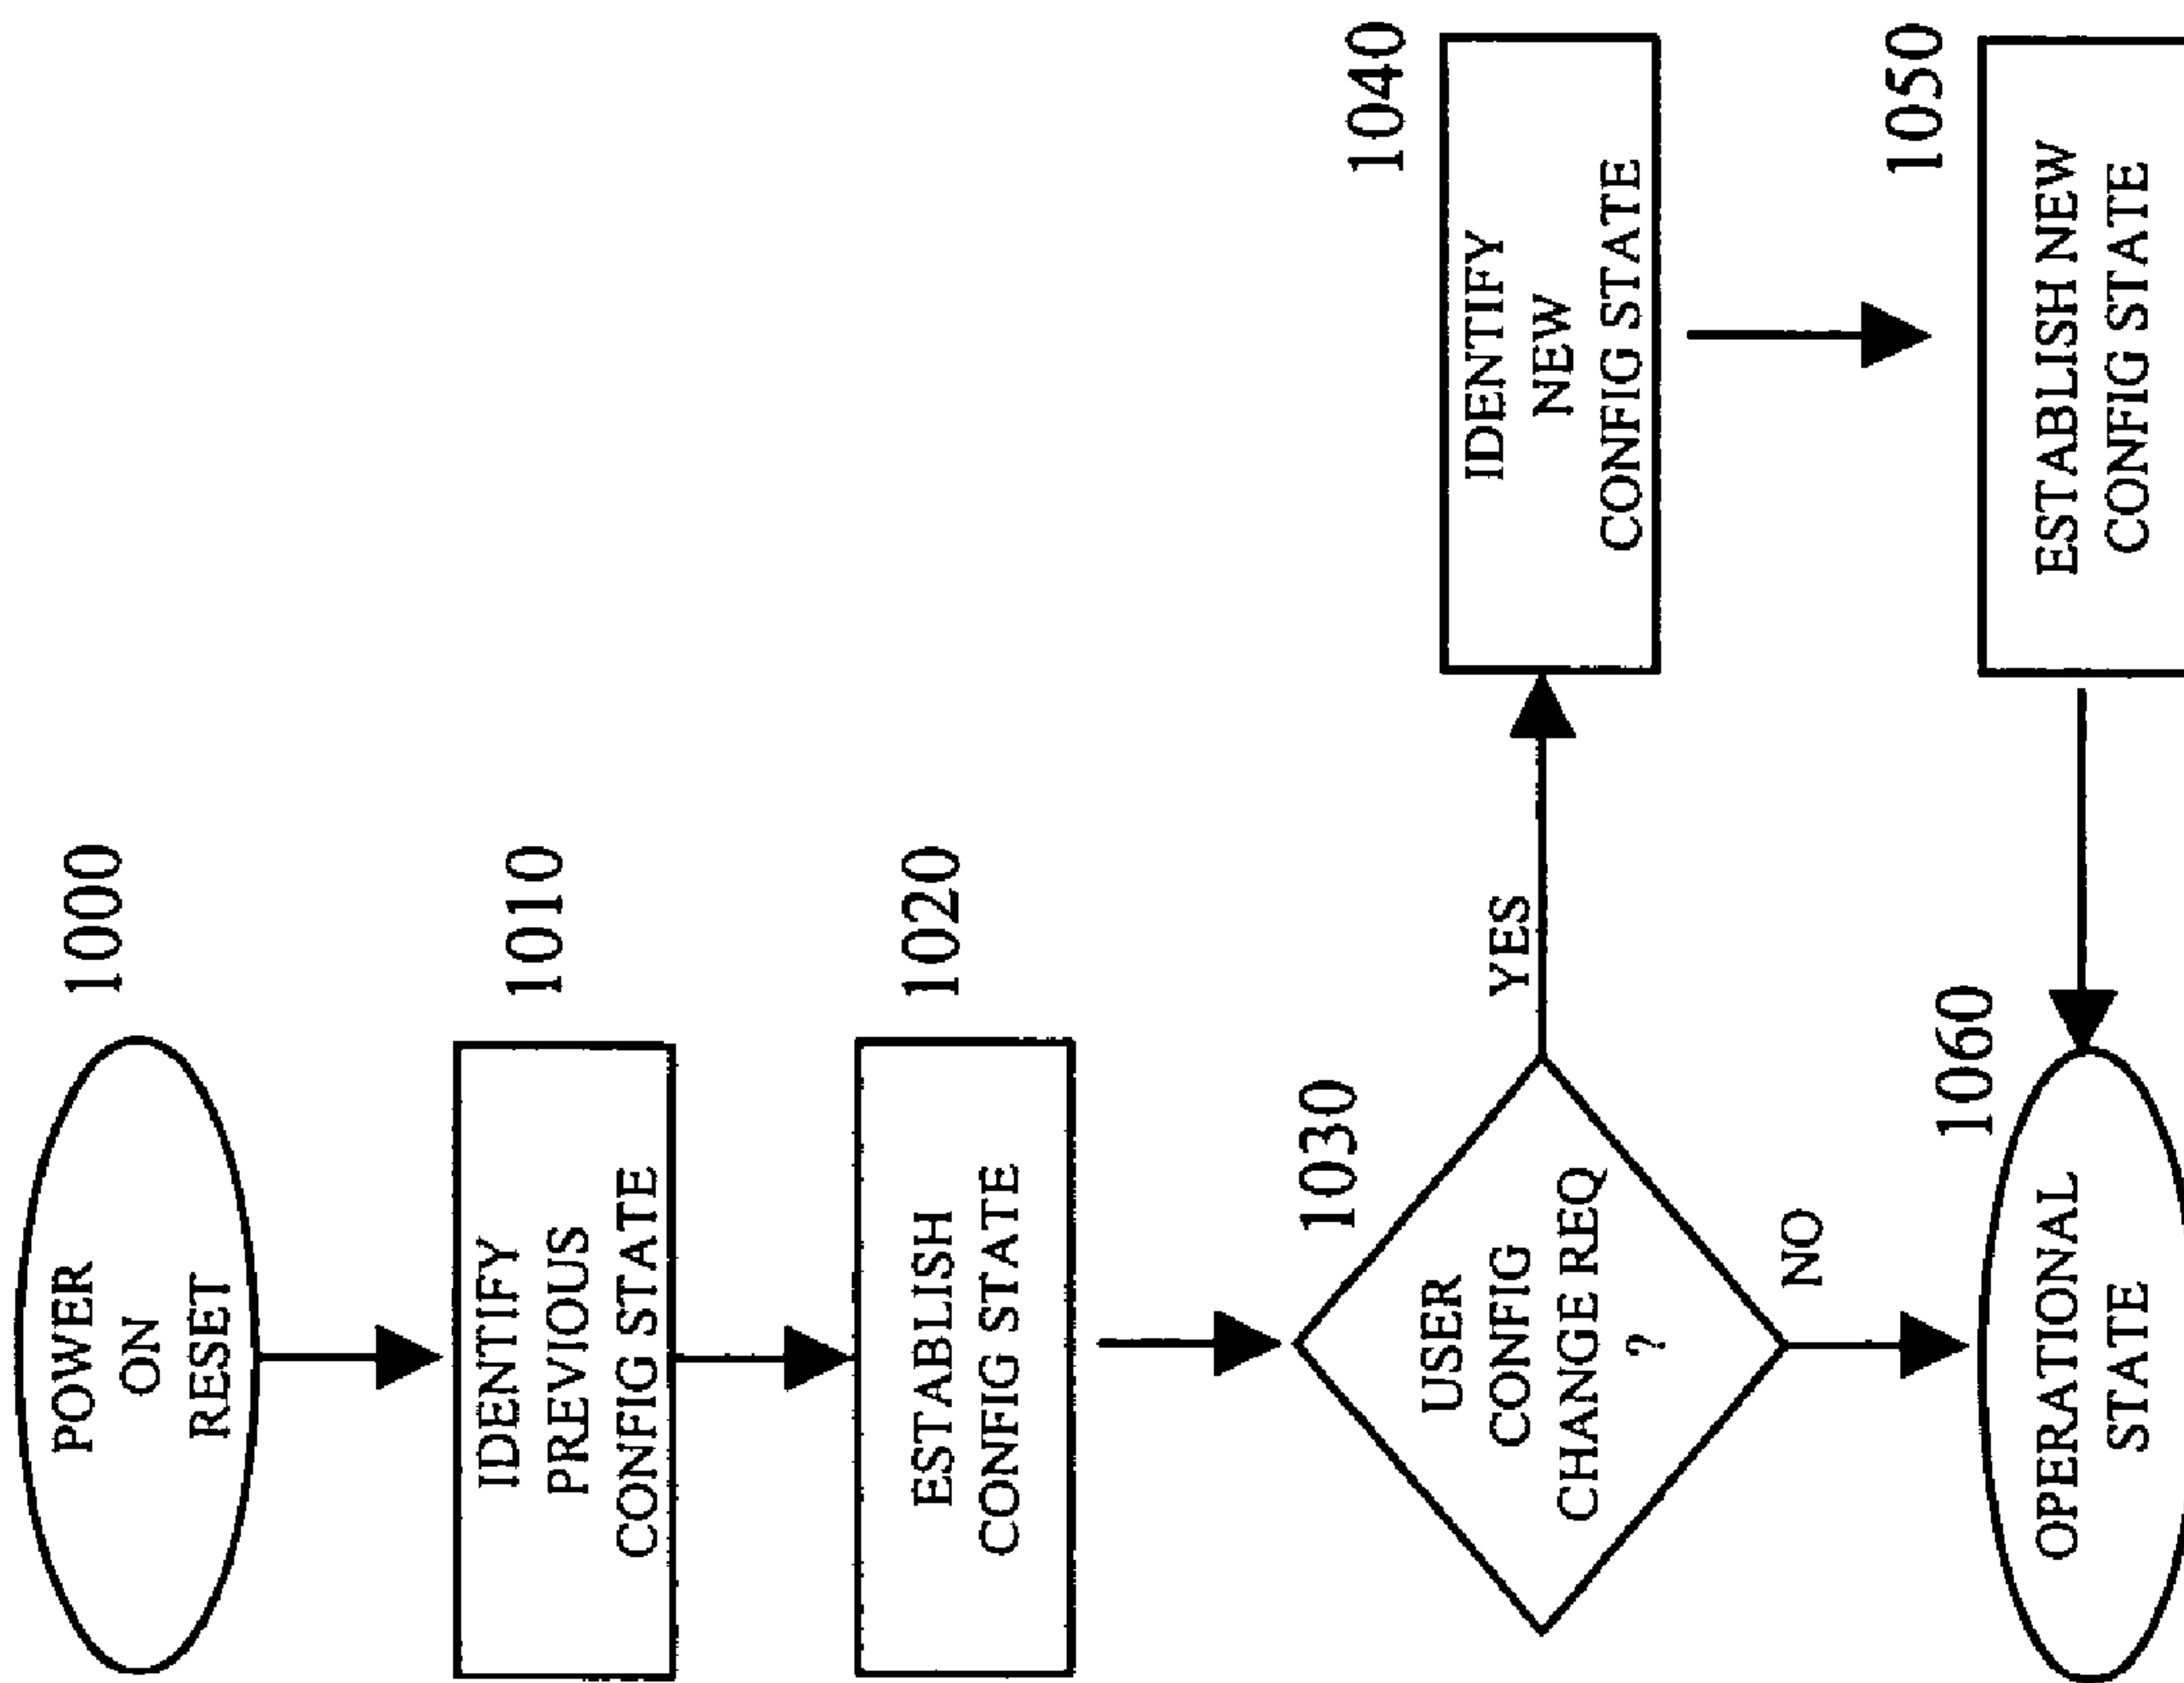 1000
POWER
ON
RESET
1010
IDENTIFY
PREVIOUS
CONFIG STATE
1020
ESTABLISH
CONFIG STATE
1030
USER
CONFIG
CHANGE REQ
?
YES
NO
1040
IDENTIFY
NEW
CONFIG STATE
1050
ESTABLISH NEW
CONFIG STATE
1060
OPERATIONAL
STATE